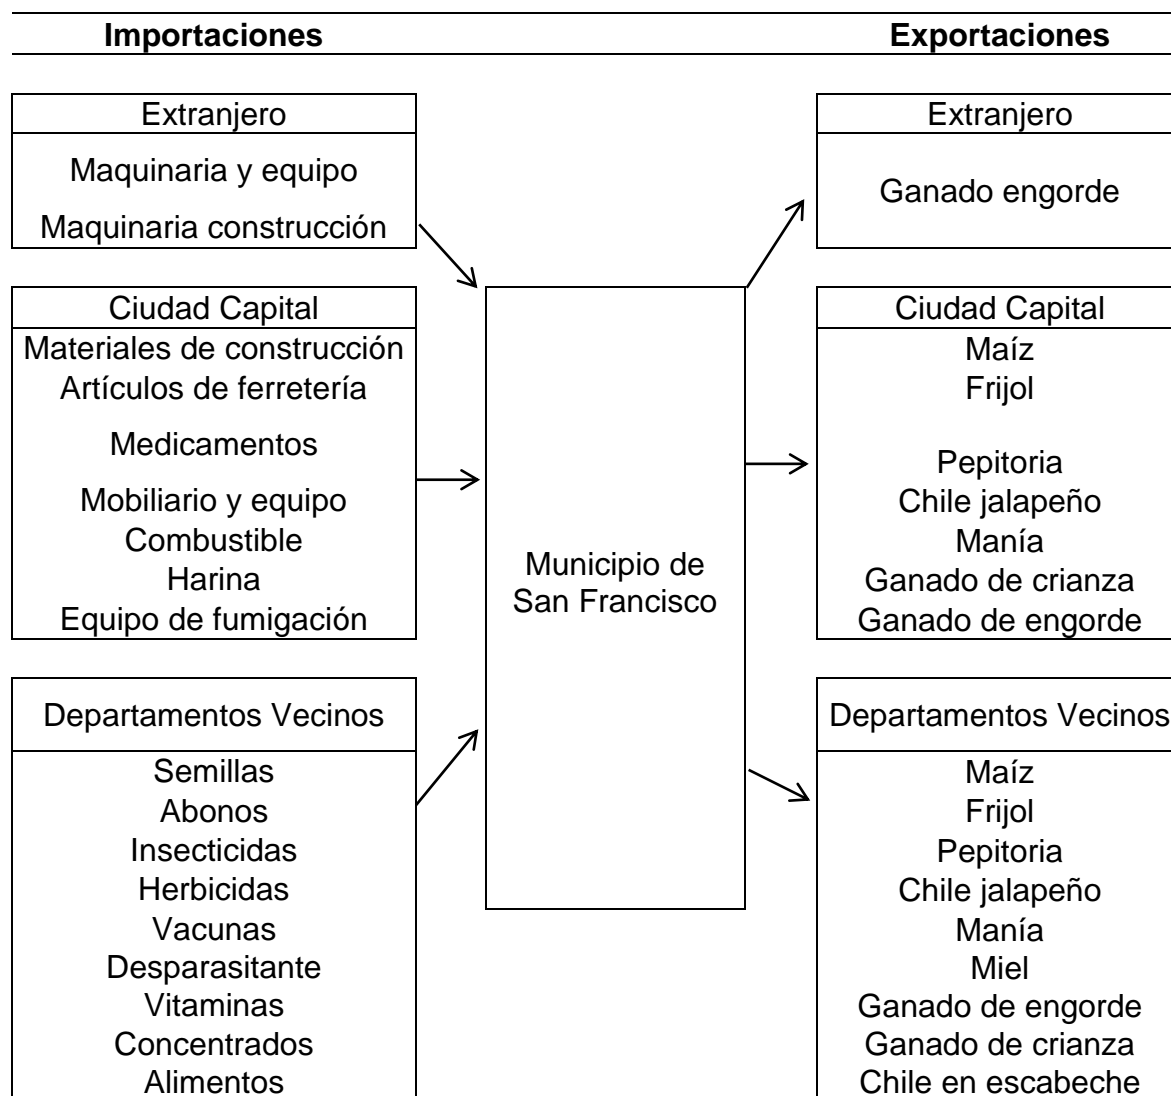 Importaciones
Exportaciones
Extranjero
Maquinaria y equipo
Maquinaria construcción
Ciudad Capital
Materiales de construcción
Artículos de ferretería
Medicamentos
Mobiliario y equipo
Combustible
Harina
Equipo de fumigación
Departamentos Vecinos
Semillas
Abonos
Insecticidas
Herbicidas
Vacunas
Desparasitante
Vitaminas
Concentrados
Alimentos
Municipio de
San Francisco
Extranjero
Ganado engorde
Ciudad Capital
Maíz
Frijol
Pepitoria
Chile jalapeño
Manía
Ganado de crianza
Ganado de engorde
Departamentos Vecinos
Maíz
Frijol
Pepitoria
Chile jalapeño
Manía
Miel
Ganado de engorde
Ganado de crianza
Chile en escabeche